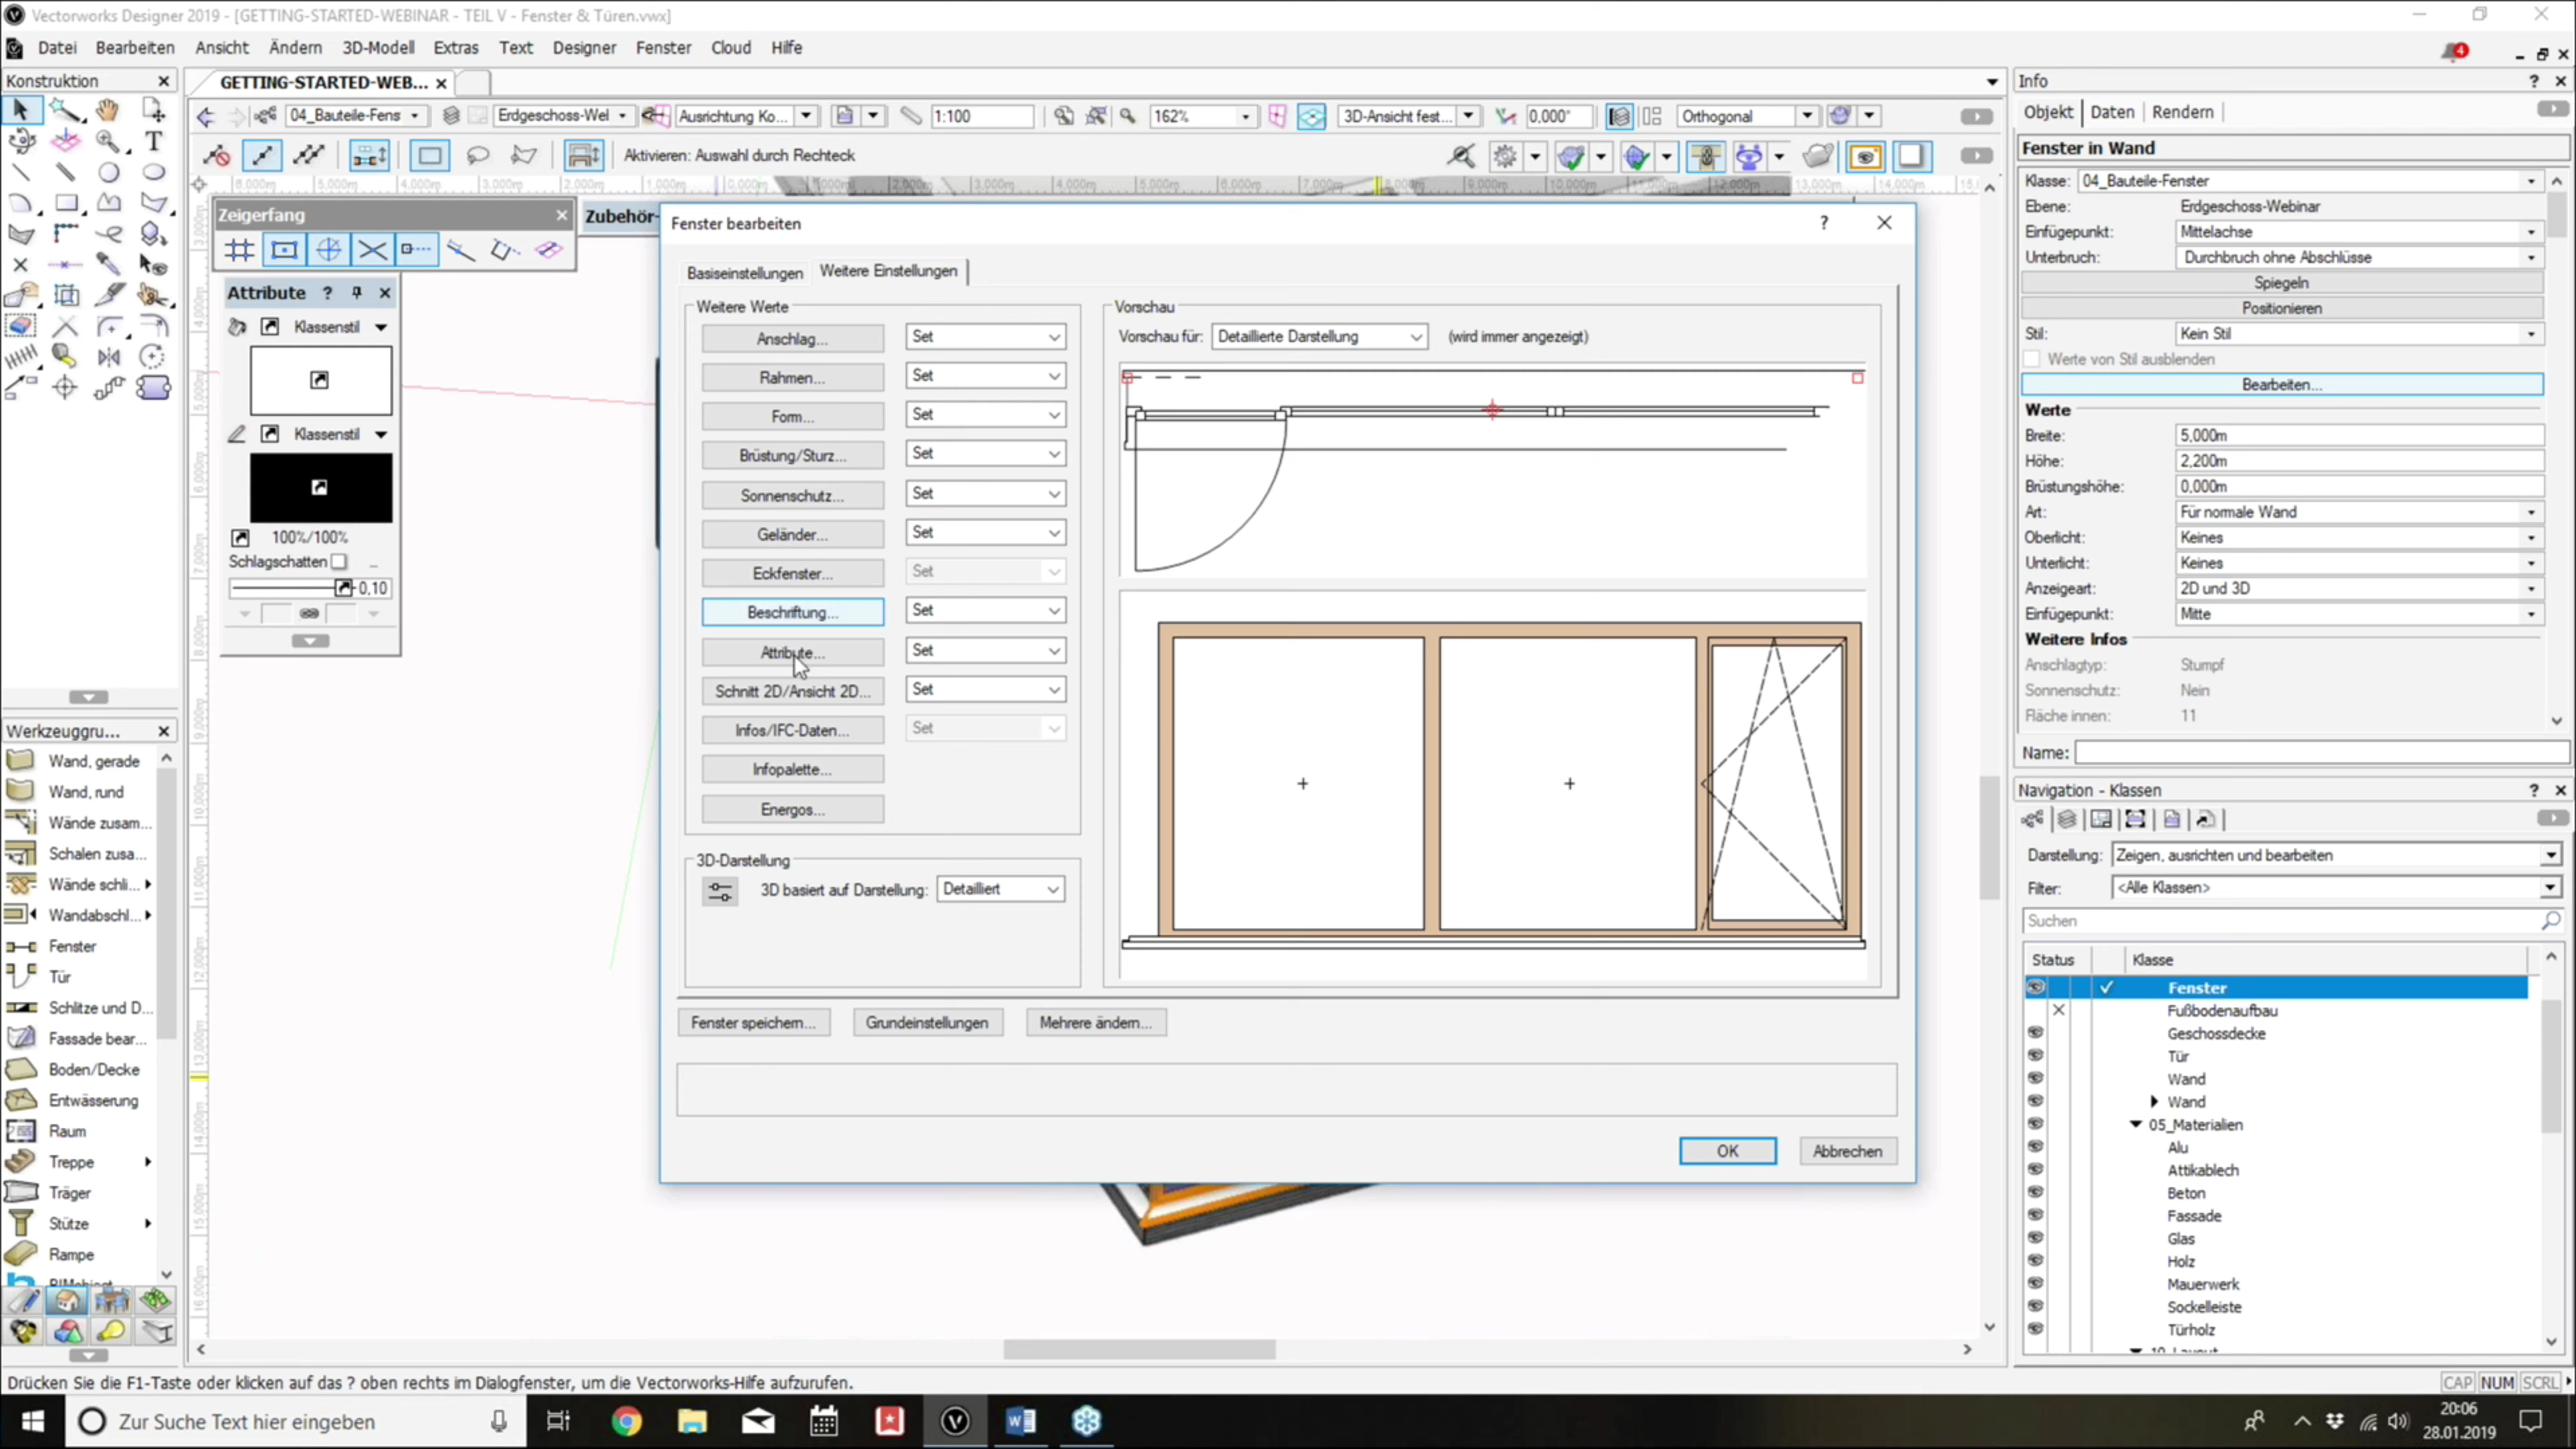 Vectorworks Designer 2019 - [GETTING-STARTED-WEBINAR - TEIL V - Fenster & Türen.vwx]
Datei Bearbeiten Ansicht Ändern 3D-Modell Extras Text Designer Fenster Cloud Hilfe
4
Konstruktion
GETTING-STARTED-WEB...
04_Bauteile-Fens
Erdgeschoss-Wel
Ausrichtung Ko...
1:100
162%
3D-Ansicht fest...
0,000°
Orthogonal
Aktivieren: Auswahl durch Rechteck
Zeigerfang
Zubehör-
Attribute ?
Klassenstil
Klassenstil
100%/100%
Schlagschatten
0,10
Werkzeuggru...
Wand, gerade
Wand, rund
Wände zusam...
Schalen zusa...
Wände schli...
Wandabschl...
Fenster
Tür
Schlitze und D...
Fassade bear...
Boden/Decke
Entwässerung
Raum
Treppe
Träger
Stütze
Rampe
Fenster bearbeiten
?
Basiseinstellungen
Weitere Einstellungen
Weitere Werte
Anschlag... Set
Rahmen... Set
Form... Set
Brüstung/Sturz... Set
Sonnenschutz... Set
Geländer... Set
Eckfenster... Set
Beschriftung... Set
Attribute... Set
Schnitt 2D/Ansicht 2D... Set
Infos/IFC-Daten... Set
Infopalette...
Energos...
3D-Darstellung
3D basiert auf Darstellung: Detailliert
Vorschau
Vorschau für: Detaillierte Darstellung (wird immer angezeigt)
Fenster speichern... Grundeinstellungen Mehrere ändern...
OK Abbrechen
Info ?
Objekt Daten Rendern
Fenster in Wand
Klasse: 04_Bauteile-Fenster
Ebene: Erdgeschoss-Webinar
Einfügepunkt: Mittelachse
Unterbruch: Durchbruch ohne Abschlüsse
Spiegeln
Positionieren
Stil: Kein Stil
Werte von Stil ausblenden
Bearbeiten...
Werte
Breite: 5,000m
Höhe: 2,200m
Brüstungshöhe: 0,000m
Art: Für normale Wand
Oberlicht: Keines
Unterlicht: Keines
Anzeigeart: 2D und 3D
Einfügepunkt: Mitte
Weitere Infos
Anschlagtyp: Stumpf
Sonnenschutz: Nein
Fläche innen: 11
Name:
Navigation - Klassen ?
Darstellung: Zeigen, ausrichten und bearbeiten
Filter: <Alle Klassen>
Suchen
Status Klasse
Fenster
Fußbodenaufbau
Geschossdecke
Tür
Wand
Wand
05_Materialien
Alu
Attikablech
Beton
Fassade
Glas
Holz
Mauerwerk
Sockelleiste
Türholz
Drücken Sie die F1-Taste oder klicken auf das ? oben rechts im Dialogfenster, um die Vectorworks-Hilfe aufzurufen.
CAP NUM SCRL
Zur Suche Text hier eingeben
20:06
28.01.2019